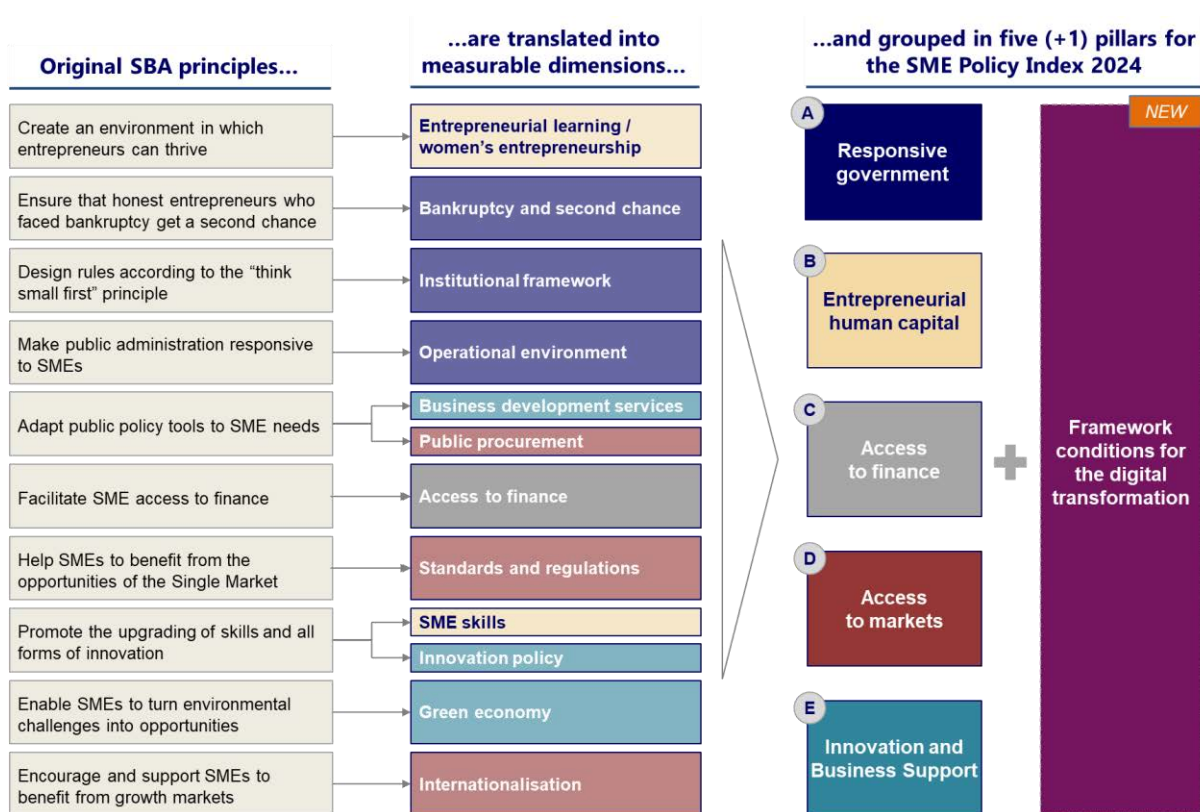 Original SBA principles...
...are translated into
measurable dimensions...
...and grouped in five (+1) pillars for
the SME Policy Index 2024
Create an environment in which
entrepreneurs can thrive
Entrepreneurial learning /
women's entrepreneurship
Ensure that honest entrepreneurs who
faced bankruptcy get a second chance
Bankruptcy and second chance
Design rules according to the "think
small first" principle
Institutional framework
Make public administration responsive
to SMEs
Operational environment
Adapt public policy tools to SME needs
Business development services
Public procurement
Facilitate SME access to finance
Access to finance
Help SMEs to benefit from the
opportunities of the Single Market
Standards and regulations
Promote the upgrading of skills and all
forms of innovation
SME skills
Innovation policy
Enable SMEs to turn environmental
challenges into opportunities
Green economy
Encourage and support SMEs to
benefit from growth markets
Internationalisation
A
Responsive
government
B
Entrepreneurial
human capital
C
Access
to finance
D
Access
to markets
E
Innovation and
Business Support
NEW
Framework
conditions for
the digital
transformation